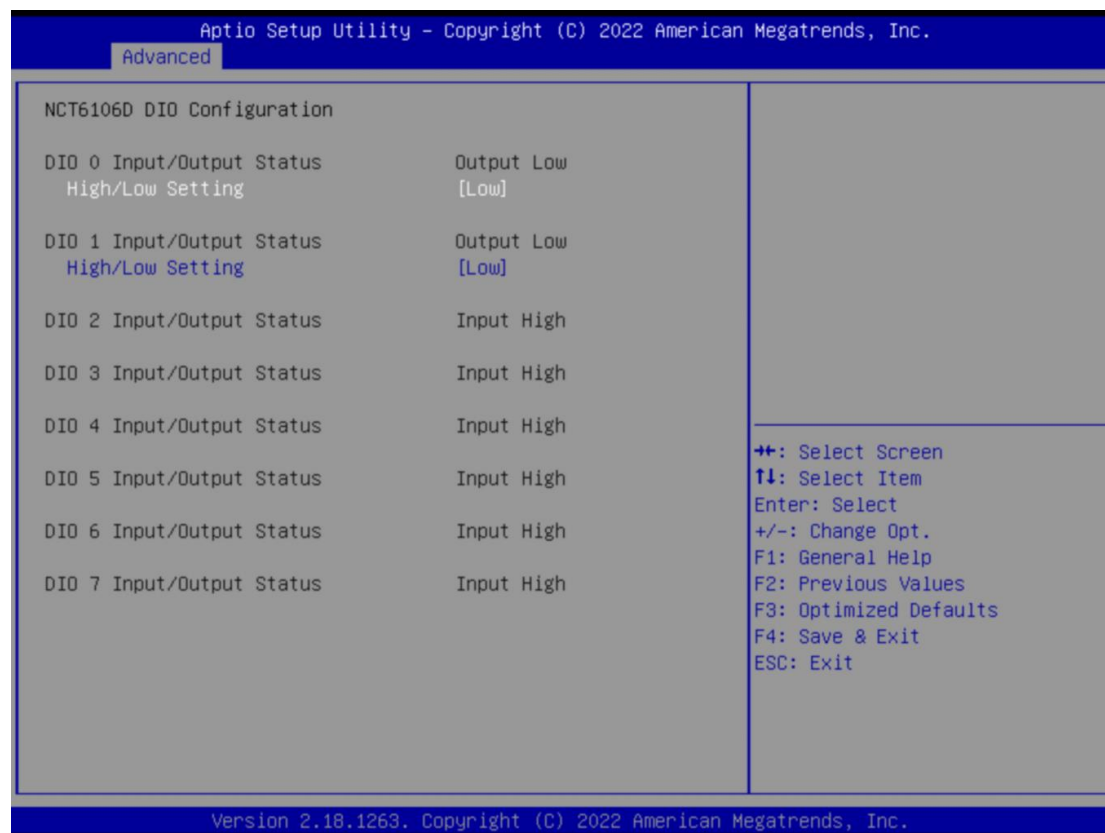 Aptio Setup Utility – Copyright (C) 2022 American Megatrends, Inc.
Advanced
NCT6106D DIO Configuration
DIO 0 Input/Output Status Output Low
High/Low Setting [Low]
DIO 1 Input/Output Status Output Low
High/Low Setting [Low]
DIO 2 Input/Output Status Input High
DIO 3 Input/Output Status Input High
DIO 4 Input/Output Status Input High
DIO 5 Input/Output Status Input High
DIO 6 Input/Output Status Input High
DIO 7 Input/Output Status Input High
→←: Select Screen
↑↓: Select Item
Enter: Select
+/-: Change Opt.
F1: General Help
F2: Previous Values
F3: Optimized Defaults
F4: Save & Exit
ESC: Exit
Version 2.18.1263. Copyright (C) 2022 American Megatrends, Inc.